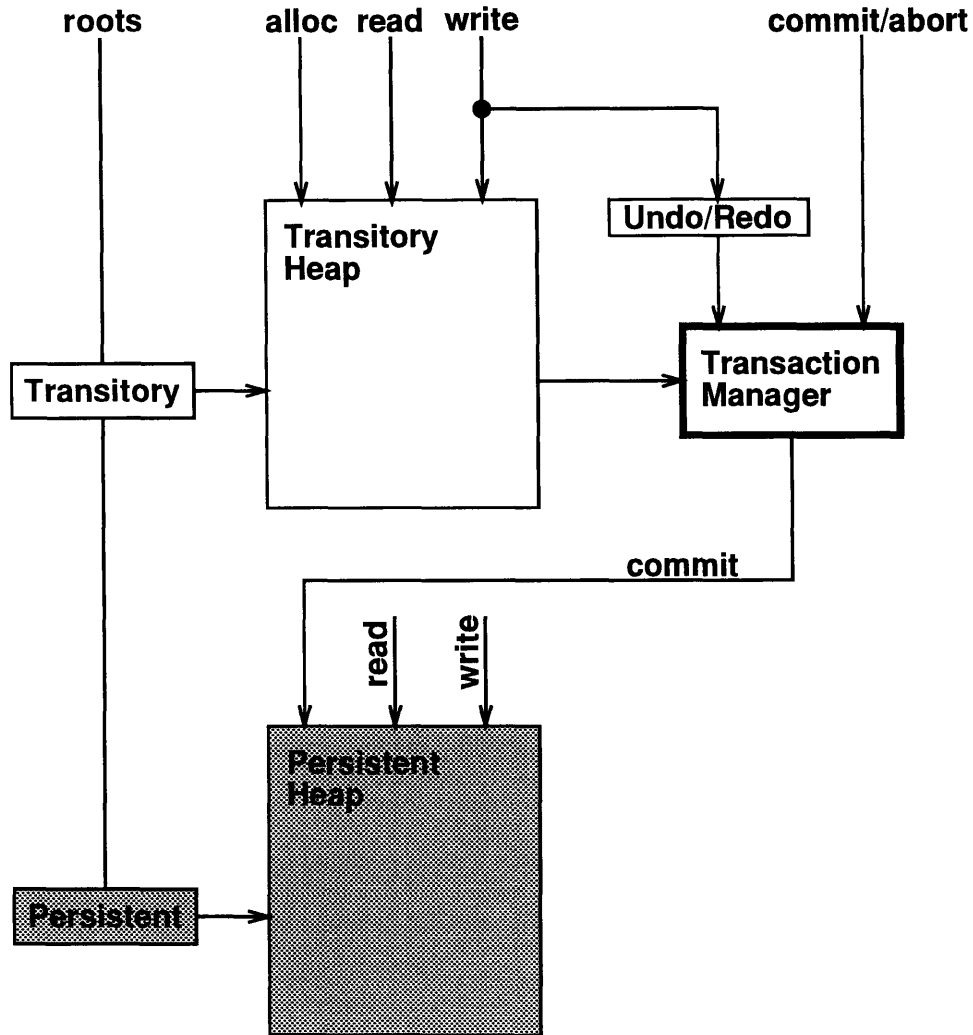 roots alloc read write commit/abort
Undo/Redo
Transitory
Heap
Transaction
Manager
Transitory
commit
read
write
Persistent
Heap
Persistent